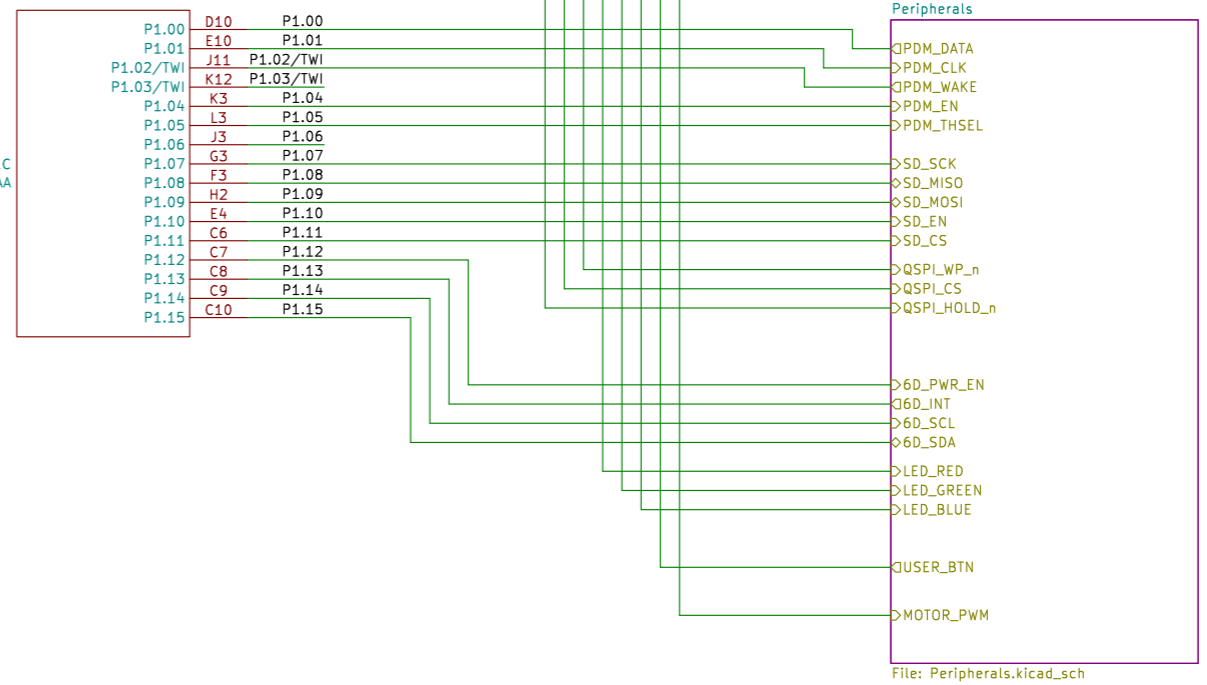 Peripherals
P1.00 D10 P1.00
P1.01 E10 P1.01
P1.02/TWI J11 P1.02/TWI
P1.03/TWI K12 P1.03/TWI
P1.04 K3 P1.04
P1.05 L3 P1.05
P1.06 J3 P1.06
P1.07 G3 P1.07
P1.08 F3 P1.08
P1.09 H2 P1.09
P1.10 E4 P1.10
P1.11 C6 P1.11
P1.12 C7 P1.12
P1.13 C8 P1.13
P1.14 C9 P1.14
P1.15 C10 P1.15
PDM_DATA
PDM_CLK
PDM_WAKE
PDM_EN
PDM_THSEL
SD_SCK
SD_MISO
SD_MOSI
SD_EN
SD_CS
QSPI_WP_n
QSPI_CS
QSPI_HOLD_n
6D_PWR_EN
6D_INT
6D_SCL
6D_SDA
LED_RED
LED_GREEN
LED_BLUE
USER_BTN
MOTOR_PWM
File: Peripherals.kicad_sch